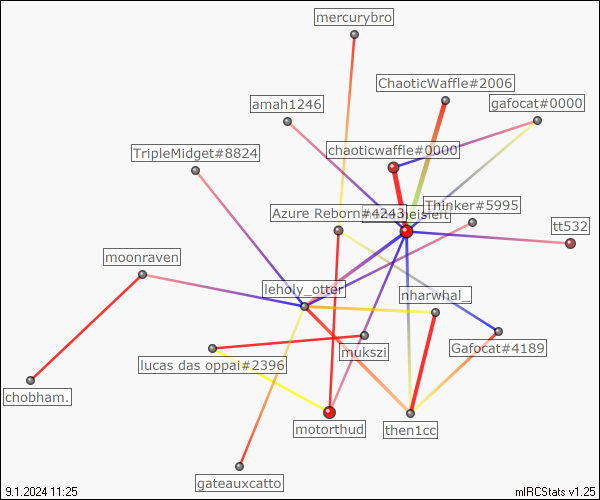 mercurybro
ChaoticWaffle#2006
amah1246
gafocat#0000
chaoticwaffle#0000
TripleMidget#8824
Thinker#5995
Azure Reborn#4243
tt532
moonraven
leholy_otter
nharwhal_
mukszi
Gafocat#4189
lucas das oppai#2396
chobham.
motorthud
then1cc
gateauxcatto
9.1.2024 11:25
mIRCStats v1.25